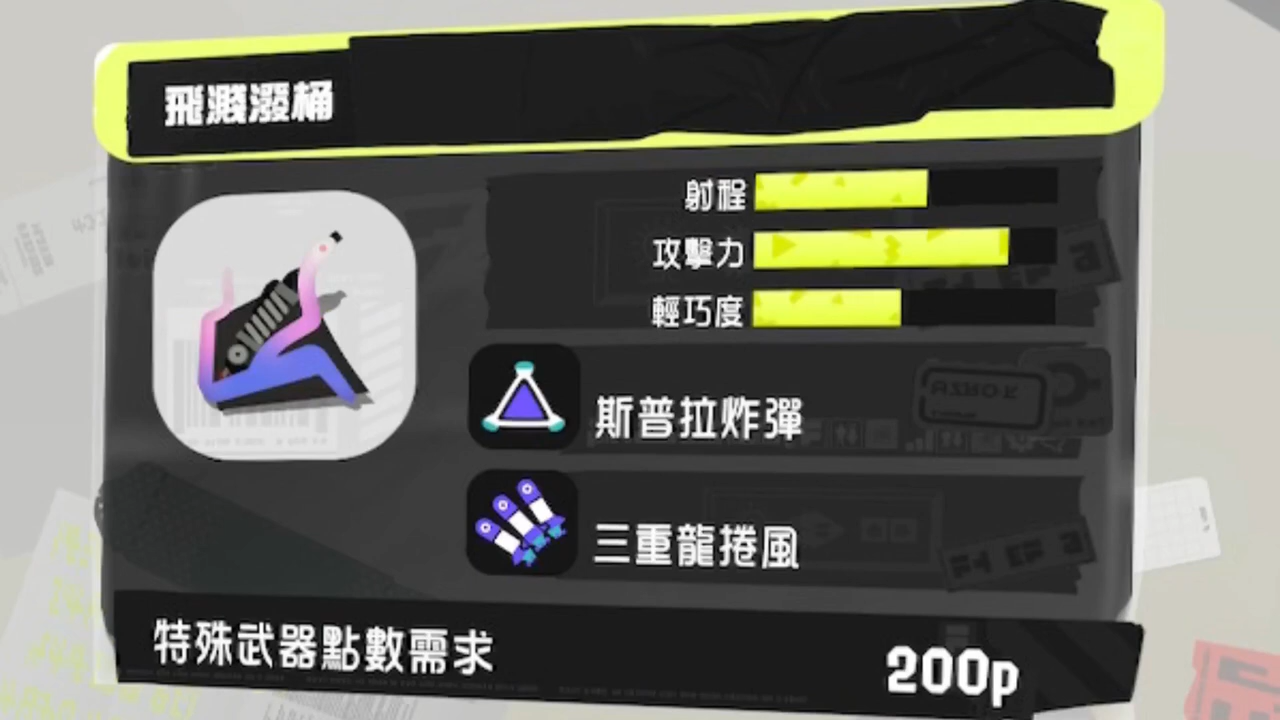 飛濺潑桶
射程
攻擊力
輕巧度
斯普拉炸彈
三重龍捲風
特殊武器點數需求
200p